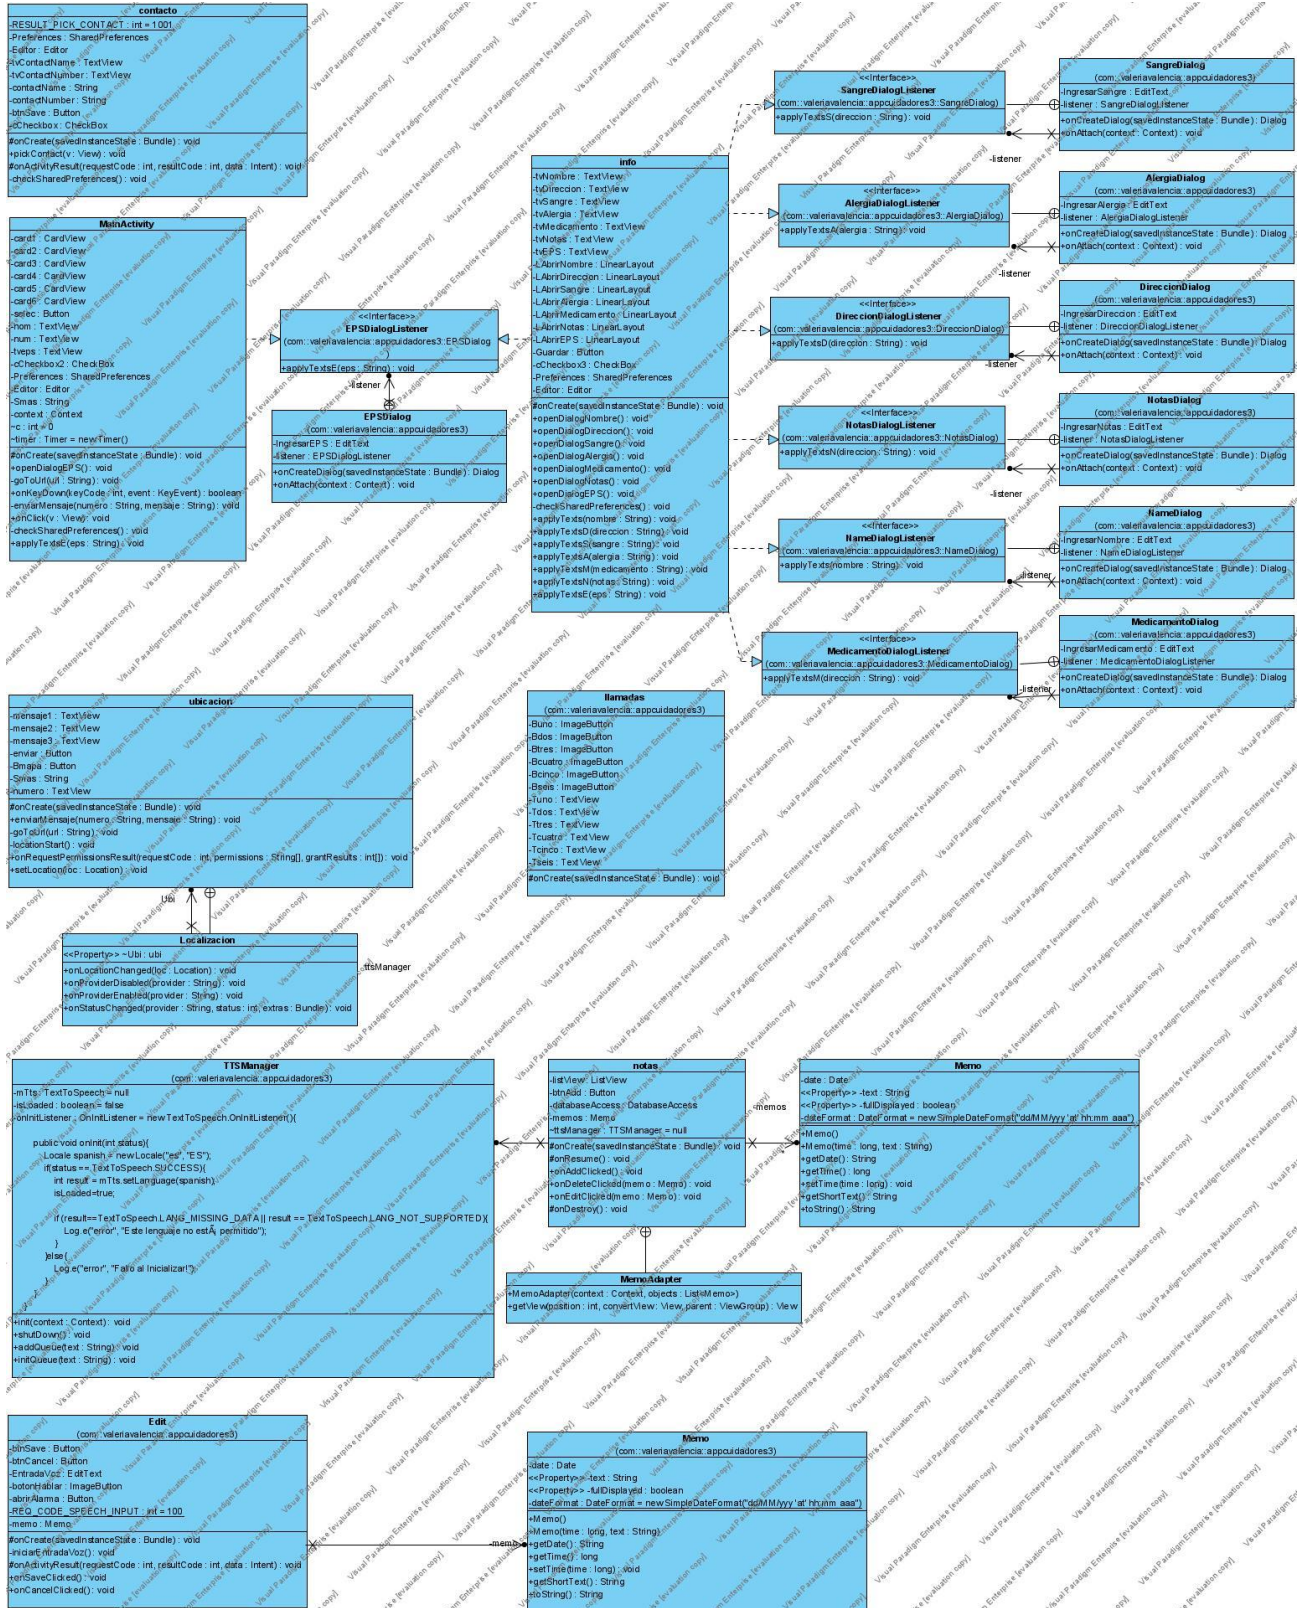 contacto
-RESULT_PICK_CONTACT : int = 1001
-Preferences : SharedPreferences
-Editor : Editor
-tvContactName : TextView
-tvContactNumber : TextView
-contactName : String
-contactNumber : String
-btnSave : Button
-cCheckbox : CheckBox
#onCreate(savedInstanceState : Bundle) : void
+pickContact(v : View) : void
#onActivityResult(requestCode : int, resultCode : int, data : Intent) : void
-checkSharedPreferences() : void
MainActivity
-card1 : CardView
-card2 : CardView
-card3 : CardView
-card4 : CardView
-card5 : CardView
-card6 : CardView
-selec : Button
-nom : TextView
-num : TextView
-tveps : TextView
-cCheckbox2 : CheckBox
-Preferences : SharedPreferences
-Editor : Editor
-Smas : String
-context : Context
~c : int = 0
~timer : Timer = new Timer()
#onCreate(savedInstanceState : Bundle) : void
+openDialogEPS() : void
-goToUrl(url : String) : void
+onKeyDown(keyCode : int, event : KeyEvent) : boolean
-enviarMensaje(numero : String, mensaje : String) : void
+onClick(v : View) : void
-checkSharedPreferences() : void
+applyTextsE(eps : String) : void
<<Interface>>
EPSDialogListener
(com::valeriavalencia::appcuidadores3::EPSDialog
)
+applyTextsE(eps : String) : void
-listener
EPSDialog
(com::valeriavalencia::appcuidadores3)
-IngresarEPS : EditText
-listener : EPSDialogListener
+onCreateDialog(savedInstanceState : Bundle) : Dialog
+onAttach(context : Context) : void
info
-tvNombre : TextView
-tvDireccion : TextView
-tvSangre : TextView
-tvAlergia : TextView
-tvMedicamento : TextView
-tvNotas : TextView
-tvEPS : TextView
-LAbrirNombre : LinearLayout
-LAbrirDireccion : LinearLayout
-LAbrirSangre : LinearLayout
-LAbrirAlergia : LinearLayout
-LAbrirMedicamento : LinearLayout
-LAbrirNotas : LinearLayout
-LAbrirEPS : LinearLayout
-Guardar : Button
-cCheckbox3 : CheckBox
-Preferences : SharedPreferences
-Editor : Editor
#onCreate(savedInstanceState : Bundle) : void
+openDialogNombre() : void
+openDialogDireccion() : void
+openDialogSangre() : void
+openDialogAlergia() : void
+openDialogMedicamento() : void
+openDialogNotas() : void
+openDialogEPS() : void
-checkSharedPreferences() : void
+applyTexts(nombre : String) : void
+applyTextsD(direccion : String) : void
+applyTextsS(sangre : String) : void
+applyTextsA(alergia : String) : void
+applyTextsM(medicamento : String) : void
+applyTextsN(notas : String) : void
+applyTextsE(eps : String) : void
<<Interface>>
SangreDialogListener
(com::valeriavalencia::appcuidadores3::SangreDialog)
+applyTextsS(direccion : String) : void
-listener
SangreDialog
(com::valeriavalencia::appcuidadores3)
-IngresarSangre : EditText
-listener : SangreDialogListener
+onCreateDialog(savedInstanceState : Bundle) : Dialog
+onAttach(context : Context) : void
<<Interface>>
AlergiaDialogListener
(com::valeriavalencia::appcuidadores3::AlergiaDialog)
+applyTextsA(alergia : String) : void
-listener
AlergiaDialog
(com::valeriavalencia::appcuidadores3)
-IngresarAlergia : EditText
-listener : AlergiaDialogListener
+onCreateDialog(savedInstanceState : Bundle) : Dialog
+onAttach(context : Context) : void
<<Interface>>
DireccionDialogListener
(com::valeriavalencia::appcuidadores3::DireccionDialog)
+applyTextsD(direccion : String) : void
-listener
DireccionDialog
(com::valeriavalencia::appcuidadores3)
-IngresarDireccion : EditText
-listener : DireccionDialogListener
+onCreateDialog(savedInstanceState : Bundle) : Dialog
+onAttach(context : Context) : void
<<Interface>>
NotasDialogListener
(com::valeriavalencia::appcuidadores3::NotasDialog)
+applyTextsN(direccion : String) : void
-listener
NotasDialog
(com::valeriavalencia::appcuidadores3)
-IngresarNotas : EditText
-listener : NotasDialogListener
+onCreateDialog(savedInstanceState : Bundle) : Dialog
+onAttach(context : Context) : void
<<Interface>>
NameDialogListener
(com::valeriavalencia::appcuidadores3::NameDialog)
+applyTexts(nombre : String) : void
-listener
NameDialog
(com::valeriavalencia::appcuidadores3)
-IngresarNombre : EditText
-listener : NameDialogListener
+onCreateDialog(savedInstanceState : Bundle) : Dialog
+onAttach(context : Context) : void
<<Interface>>
MedicamentoDialogListener
(com::valeriavalencia::appcuidadores3::MedicamentoDialog)
+applyTextsM(direccion : String) : void
-listener
MedicamentoDialog
(com::valeriavalencia::appcuidadores3)
-IngresarMedicamento : EditText
-listener : MedicamentoDialogListener
+onCreateDialog(savedInstanceState : Bundle) : Dialog
+onAttach(context : Context) : void
ubicacion
-mensaje1 : TextView
-mensaje2 : TextView
-mensaje3 : TextView
-enviar : Button
-Bmapa : Button
-Smas : String
-numero : TextView
#onCreate(savedInstanceState : Bundle) : void
+enviarMensaje(numero : String, mensaje : String) : void
-goToUrl(url : String) : void
-locationStart() : void
+onRequestPermissionsResult(requestCode : int, permissions : String[], grantResults : int[]) : void
+setLocation(loc : Location) : void
Ubi
Localizacion
<<Property>> ~Ubi : ubi
+onLocationChanged(loc : Location) : void
+onProviderDisabled(provider : String) : void
+onProviderEnabled(provider : String) : void
+onStatusChanged(provider : String, status : int, extras : Bundle) : void
ttsManager
llamadas
(com::valeriavalencia::appcuidadores3)
-Buno : ImageButton
-Bdos : ImageButton
-Btres : ImageButton
-Bcuatro : ImageButton
-Bcinco : ImageButton
-Bseis : ImageButton
-Tuno : TextView
-Tdos : TextView
-Ttres : TextView
-Tcuatro : TextView
-Tcinco : TextView
-Tseis : TextView
#onCreate(savedInstanceState : Bundle) : void
TTSManager
(com::valeriavalencia::appcuidadores3)
-mTts : TextToSpeech = null
-isLoaded : boolean = false
-onInitListener : OnInitListener = new TextToSpeech.OnInitListener(){
public void onInit(int status){
Locale spanish = new Locale("es", "ES");
if(status == TextToSpeech.SUCCESS){
int result = mTts.setLanguage(spanish);
isLoaded=true;
if (result==TextToSpeech.LANG_MISSING_DATA || result == TextToSpeech.LANG_NOT_SUPPORTED){
Log.e("error", "Este lenguaje no estÃ¡ permitido");
}
}else{
Log.e("error", "Fallo al Inicializar!");
}
}
}
+init(context : Context) : void
+shutDown() : void
+addQueue(text : String) : void
+initQueue(text : String) : void
notas
-listView : ListView
-btnAdd : Button
-databaseAccess : DatabaseAccess
-memos : Memo
~ttsManager : TTSManager = null
#onCreate(savedInstanceState : Bundle) : void
#onResume() : void
+onAddClicked() : void
+onDeleteClicked(memo : Memo) : void
+onEditClicked(memo : Memo) : void
#onDestroy() : void
-memos
*
Memo
-date : Date
<<Property>> -text : String
<<Property>> -fullDisplayed : boolean
-dateFormat : DateFormat = new SimpleDateFormat("dd/MM/yyy 'at' hh:mm aaa")
+Memo()
+Memo(time : long, text : String)
+getDate() : String
+getTime() : long
+setTime(time : long) : void
+getShortText() : String
+toString() : String
MemoAdapter
+MemoAdapter(context : Context, objects : List<Memo>)
+getView(position : int, convertView : View, parent : ViewGroup) : View
Edit
(com::valeriavalencia::appcuidadores3)
-btnSave : Button
-btnCancel : Button
-EntradaVoz : EditText
-botonHablar : ImageButton
-abrirAlarma : Button
-REQ_CODE_SPEECH_INPUT : int = 100
-memo : Memo
#onCreate(savedInstanceState : Bundle) : void
-iniciarEntradaVoz() : void
#onActivityResult(requestCode : int, resultCode : int, data : Intent) : void
+onSaveClicked() : void
+onCancelClicked() : void
-memo
Memo
(com::valeriavalencia::appcuidadores3)
-date : Date
<<Property>> -text : String
<<Property>> -fullDisplayed : boolean
-dateFormat : DateFormat = new SimpleDateFormat("dd/MM/yyy 'at' hh:mm aaa")
+Memo()
+Memo(time : long, text : String)
+getDate() : String
+getTime() : long
+setTime(time : long) : void
+getShortText() : String
+toString() : String
Visual Paradigm Enterprise [evaluation copy]